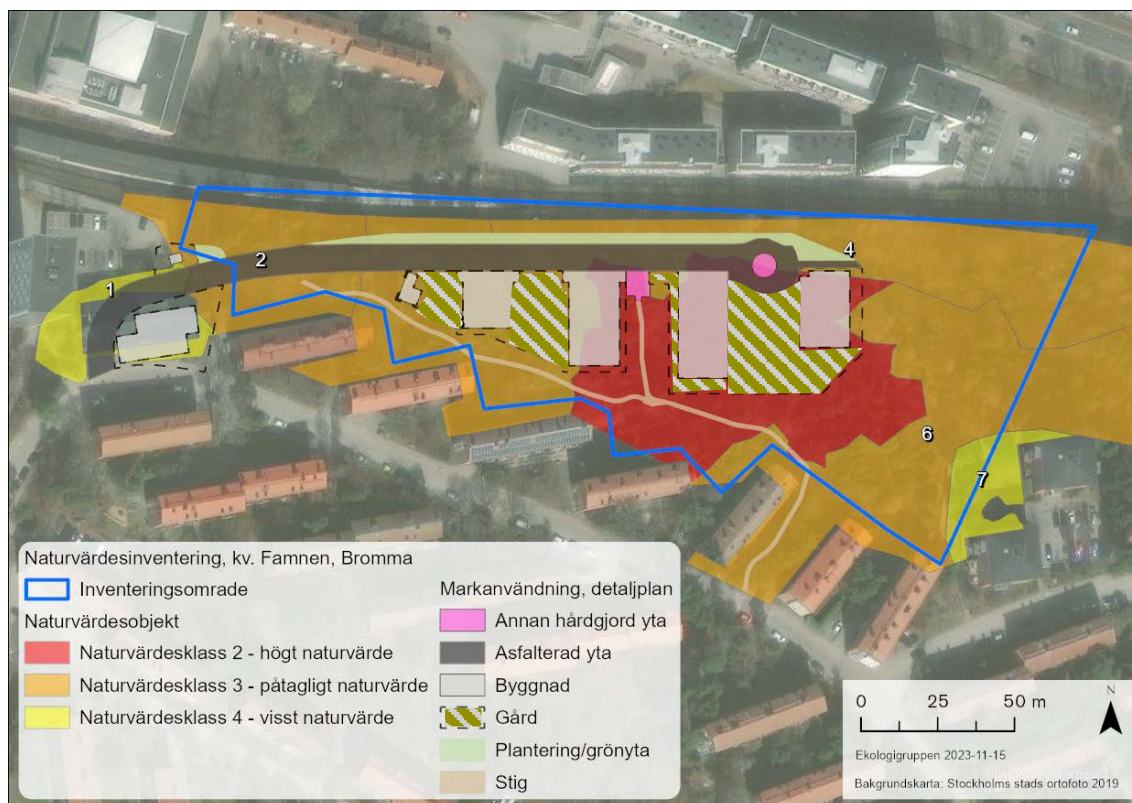 1
2
4
6
7
Naturvärdesinventering, kv. Famnen, Bromma
Inventeringsområde
Naturvärdesobjekt
Naturvärdesklass 2 - högt naturvärde
Naturvärdesklass 3 - påtagligt naturvärde
Naturvärdesklass 4 - visst naturvärde
Markanvändning, detaljplan
Annan hårdgjord yta
Asfalterad yta
Byggnad
Gård
Plantering/grönyta
Stig
0 25 50 m
N
Ekologigruppen 2023-11-15
Bakgrundskarta: Stockholms stads ortofoto 2019